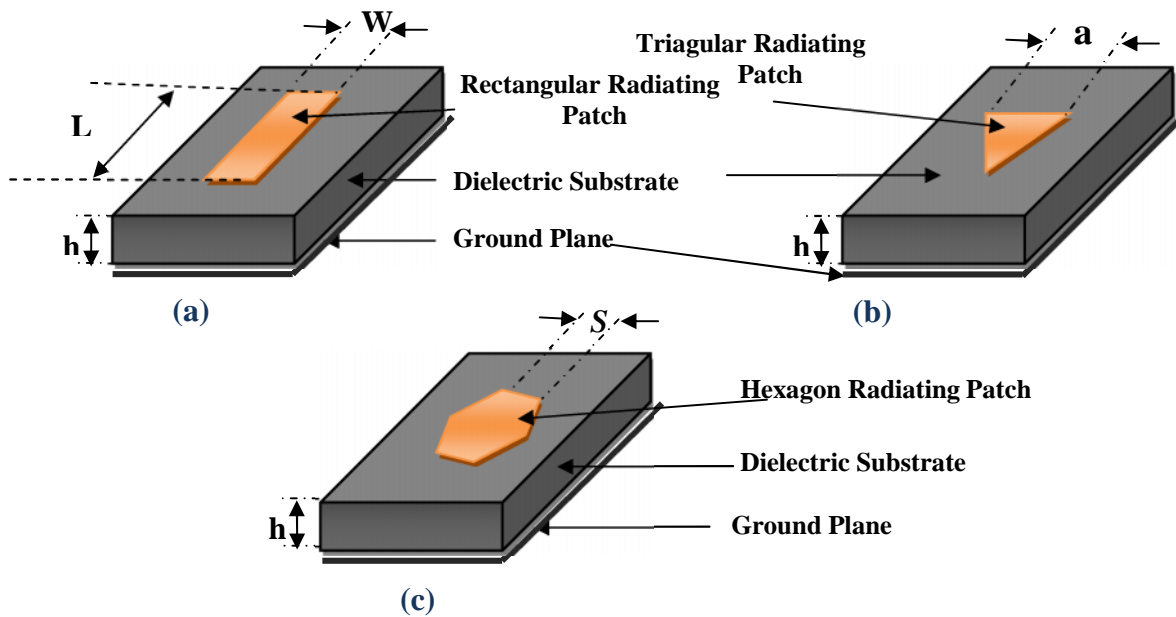 W
a
Triagular Radiating
Patch
Rectangular Radiating
Patch
L
Dielectric Substrate
h
Ground Plane
h
(a)
(b)
S
Hexagon Radiating Patch
Dielectric Substrate
h
Ground Plane
(c)